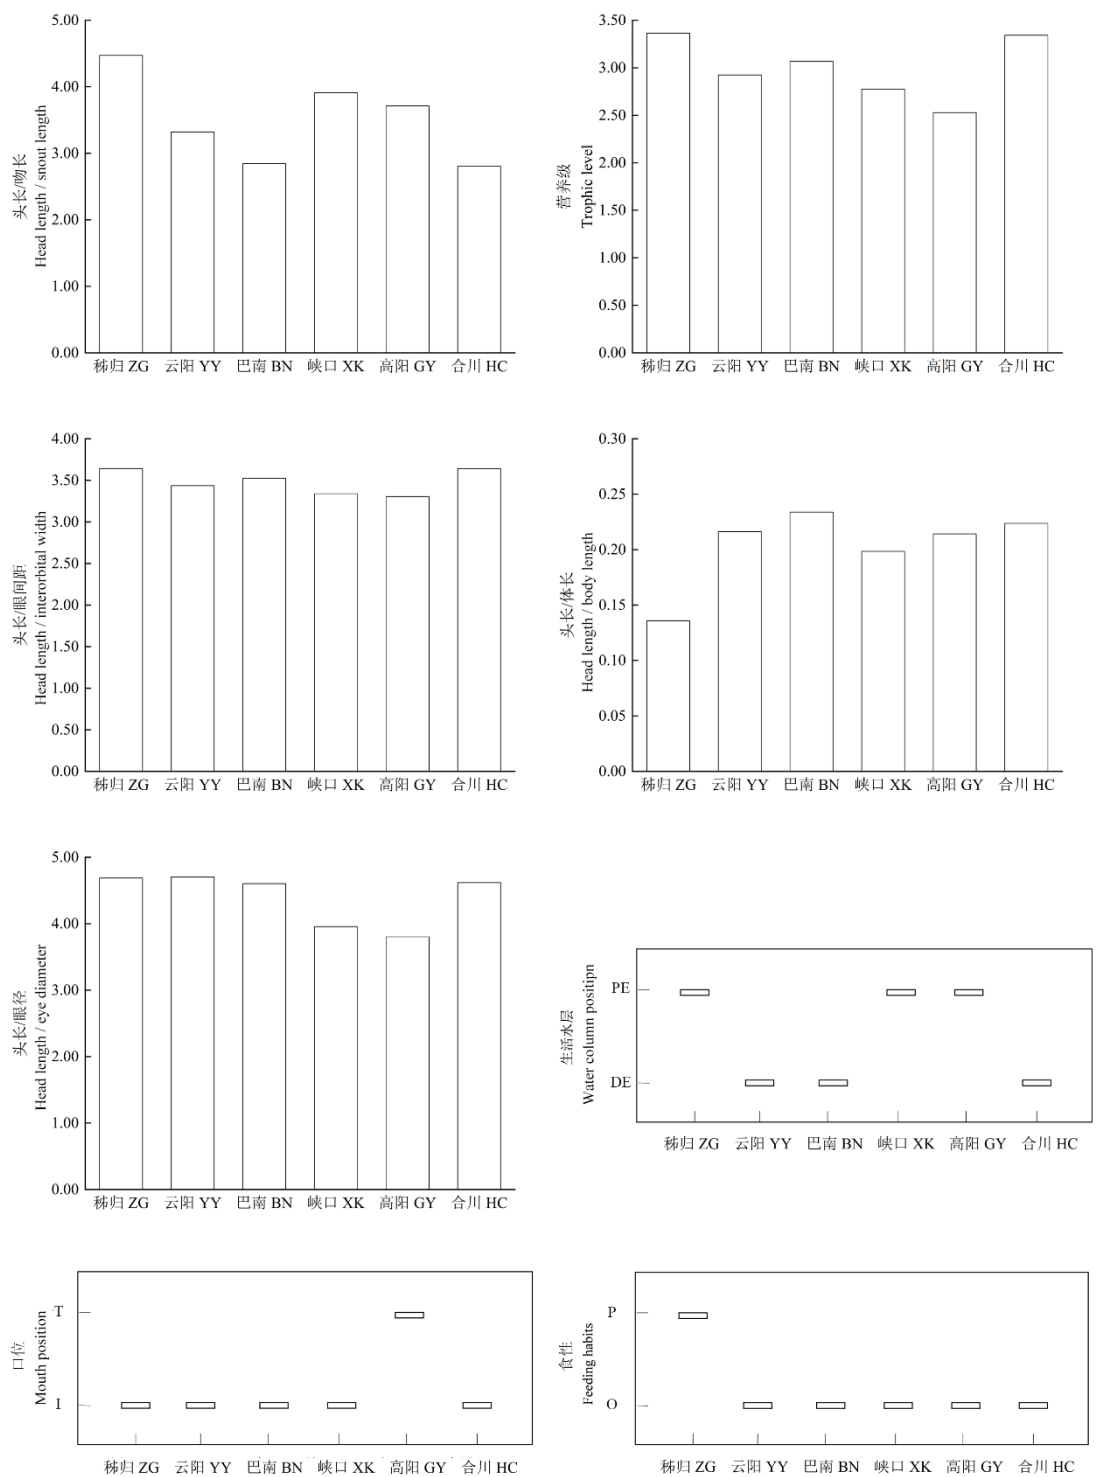 5.00
4.00
3.00
2.00
1.00
0.00
头长/吻长
Head length / snout length
秭归 ZG 云阳 YY 巴南 BN 峡口 XK 高阳 GY 合川 HC
3.50
3.00
2.50
2.00
1.50
1.00
0.50
0.00
营养级
Trophic level
秭归 ZG 云阳 YY 巴南 BN 峡口 XK 高阳 GY 合川 HC
4.00
3.50
3.00
2.50
2.00
1.50
1.00
0.50
0.00
头长/眼间距
Head length / interorbital width
秭归 ZG 云阳 YY 巴南 BN 峡口 XK 高阳 GY 合川 HC
0.30
0.25
0.20
0.15
0.10
0.05
0.00
头长/体长
Head length / body length
秭归 ZG 云阳 YY 巴南 BN 峡口 XK 高阳 GY 合川 HC
5.00
4.00
3.00
2.00
1.00
0.00
头长/眼径
Head length / eye diameter
秭归 ZG 云阳 YY 巴南 BN 峡口 XK 高阳 GY 合川 HC
PE
DE
生活水层
Water column positipn
秭归 ZG 云阳 YY 巴南 BN 峡口 XK 高阳 GY 合川 HC
T
I
口位
Mouth position
秭归 ZG 云阳 YY 巴南 BN 峡口 XK 高阳 GY 合川 HC
P
O
食性
Feeding habits
秭归 ZG 云阳 YY 巴南 BN 峡口 XK 高阳 GY 合川 HC